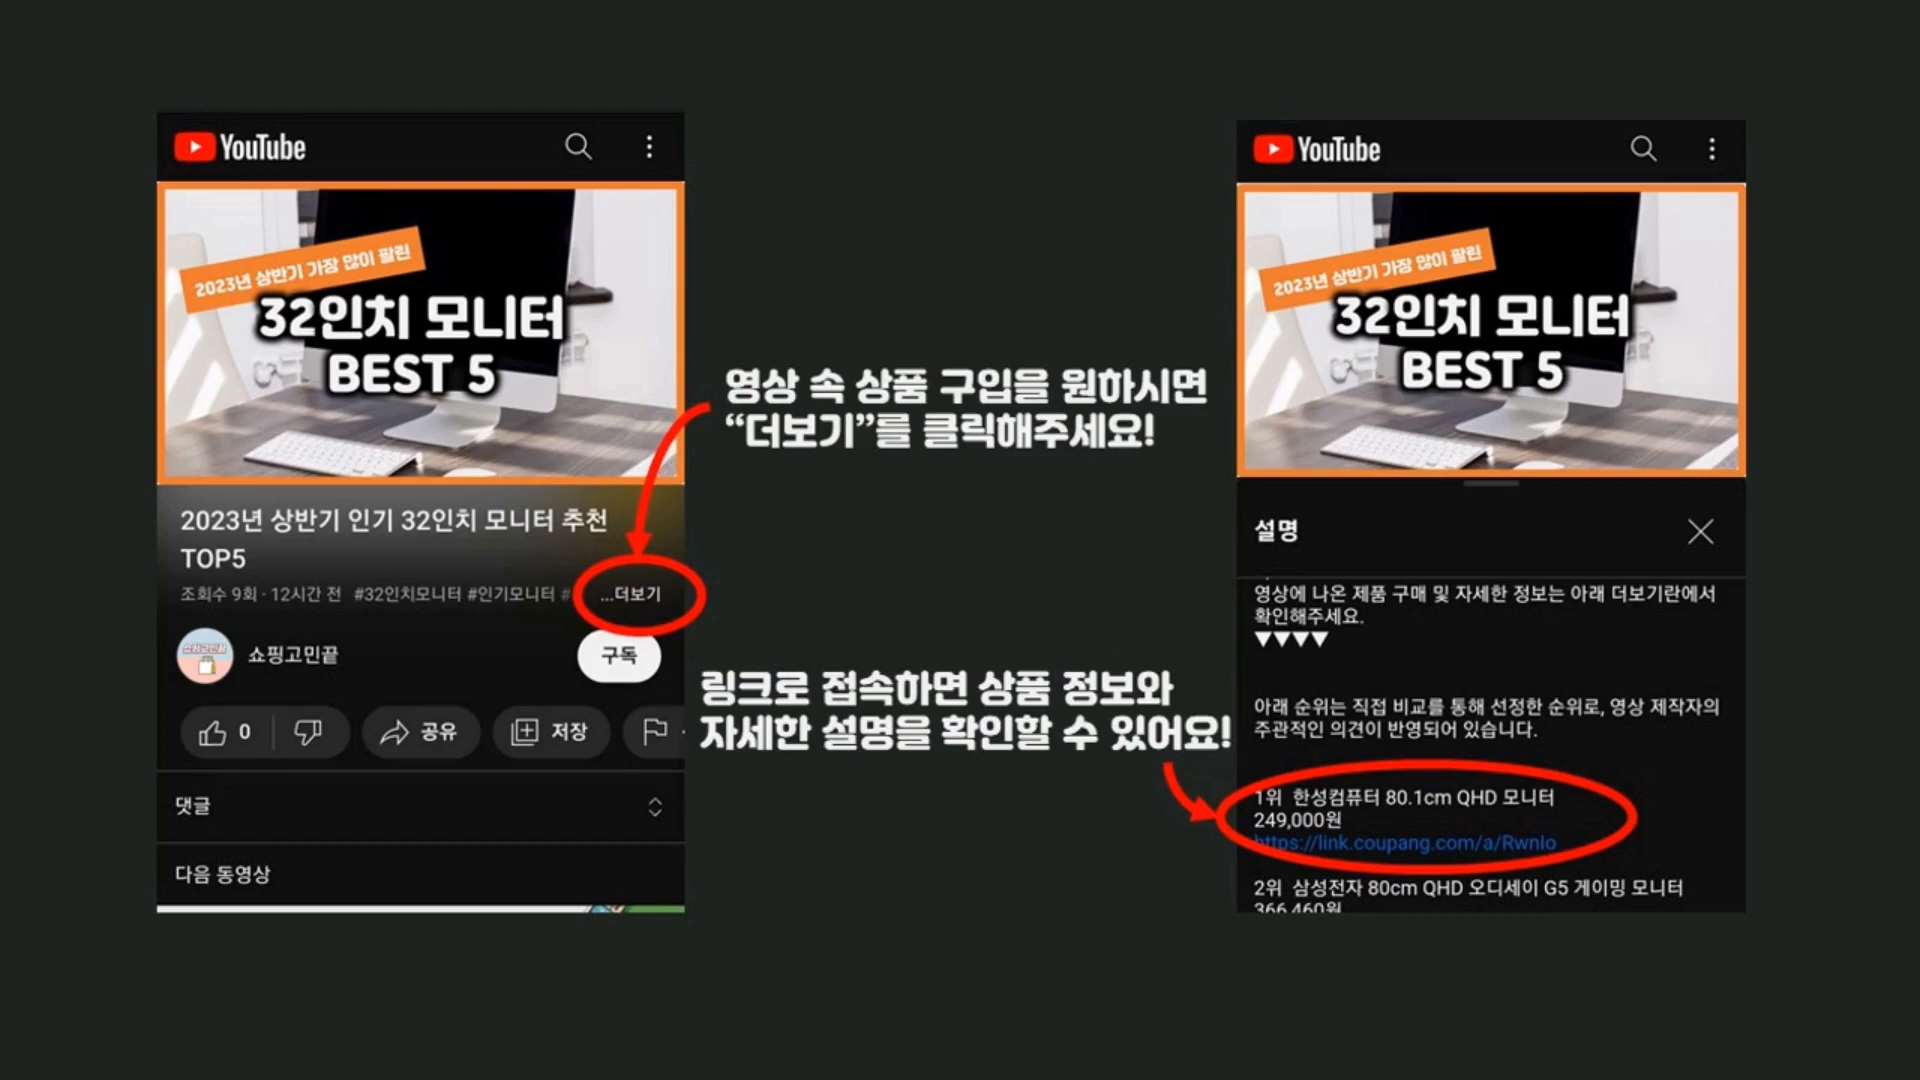 YouTube
2023년 상반기 가장 많이 팔린
32인치 모니터
BEST 5
2023년 상반기 인기 32인치 모니터 추천
TOP5
조회수 9회 · 12시간 전 #32인치모니터 #인기모니터 # ...더보기
쇼핑고민끝
쇼핑고민끝
구독
0
공유
저장
댓글
다음 동영상
영상 속 상품 구입을 원하시면
“더보기”를 클릭해주세요!
링크로 접속하면 상품 정보와
자세한 설명을 확인할 수 있어요!
YouTube
2023년 상반기 가장 많이 팔린
32인치 모니터
BEST 5
설명
영상에 나온 제품 구매 및 자세한 정보는 아래 더보기란에서
확인해주세요.
▼▼▼▼
아래 순위는 직접 비교를 통해 선정한 순위로, 영상 제작자의
주관적인 의견이 반영되어 있습니다.
1위 한성컴퓨터 80.1cm QHD 모니터
249,000원
https://link.coupang.com/a/RwnIo
2위 삼성전자 80cm QHD 오디세이 G5 게이밍 모니터
366,460원